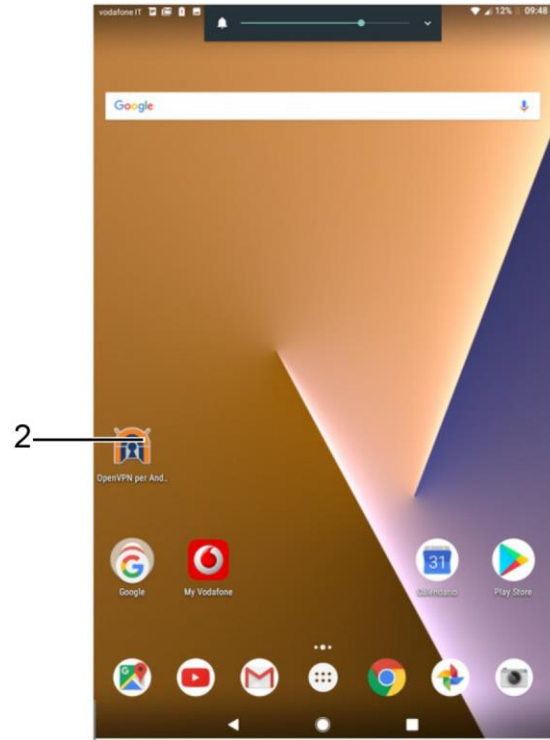 vodafone IT 12% 09:48
Google
2
OpenVPN per And..
31
Google My Vodafone Calendario Play Store